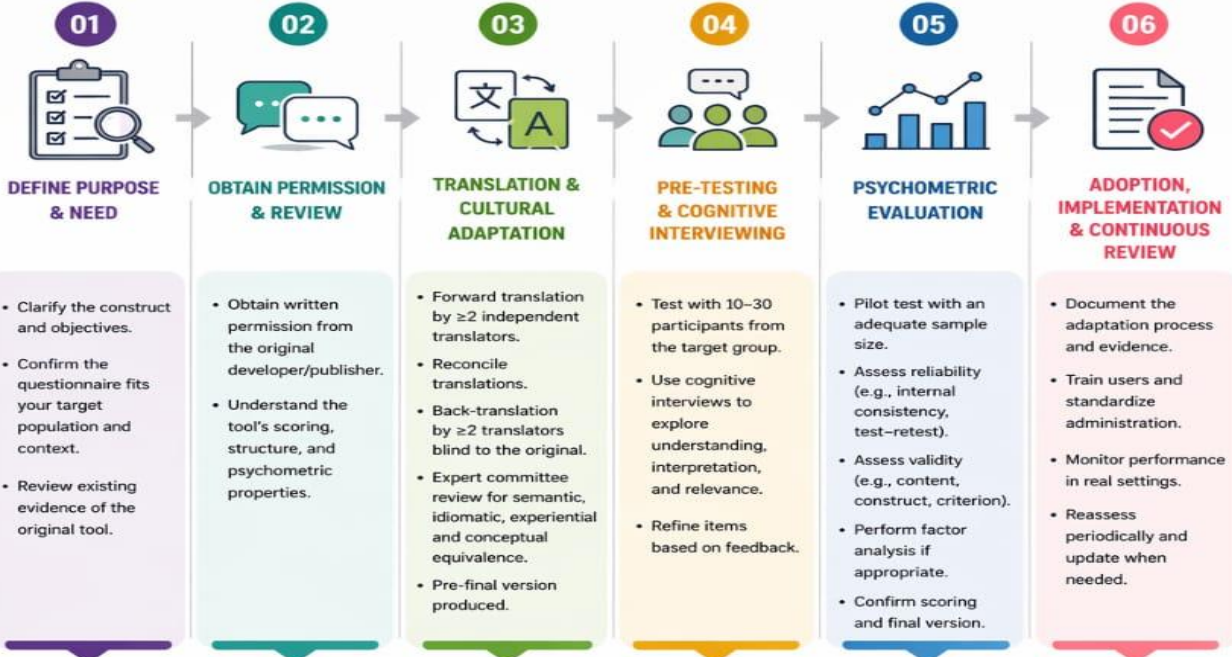 01
DEFINE PURPOSE
& NEED
• Clarify the construct
and objectives.
• Confirm the
questionnaire fits
your target
population and
context.
• Review existing
evidence of the
original tool.
02
OBTAIN PERMISSION
& REVIEW
• Obtain written
permission from
the original
developer/publisher.
• Understand the
tool's scoring,
structure, and
psychometric
properties.
03
文
A
TRANSLATION &
CULTURAL
ADAPTATION
• Forward translation
by ≥2 independent
translators.
• Reconcile
translations.
• Back-translation
by ≥2 translators
blind to the original.
• Expert committee
review for semantic,
idiomatic, experiential
and conceptual
equivalence.
• Pre-final version
produced.
04
PRE-TESTING
& COGNITIVE
INTERVIEWING
• Test with 10–30
participants from
the target group.
• Use cognitive
interviews to
explore
understanding,
interpretation,
and relevance.
• Refine items
based on feedback.
05
PSYCHOMETRIC
EVALUATION
• Pilot test with an
adequate sample
size.
• Assess reliability
(e.g., internal
consistency,
test–retest).
• Assess validity
(e.g., content,
construct, criterion).
• Perform factor
analysis if
appropriate.
• Confirm scoring
and final version.
06
ADOPTION,
IMPLEMENTATION
& CONTINUOUS
REVIEW
• Document the
adaptation process
and evidence.
• Train users and
standardize
administration.
• Monitor performance
in real settings.
• Reassess
periodically and
update when
needed.